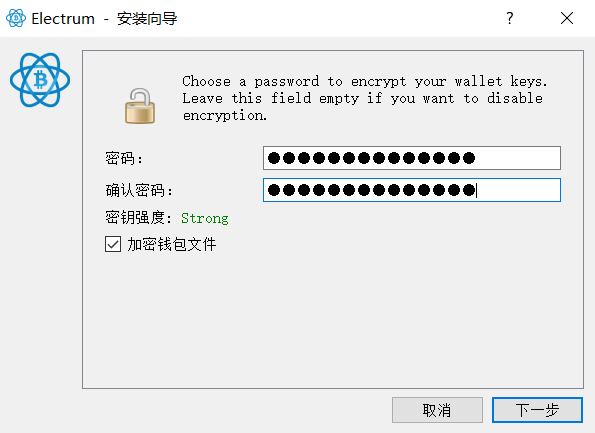 Electrum - 安装向导
Choose a password to encrypt your wallet keys.
Leave this field empty if you want to disable
encryption.
密码: ●●●●●●●●●●●●●●
确认密码: ●●●●●●●●●●●●●●
密钥强度: Strong
加密钱包文件
取消 下一步